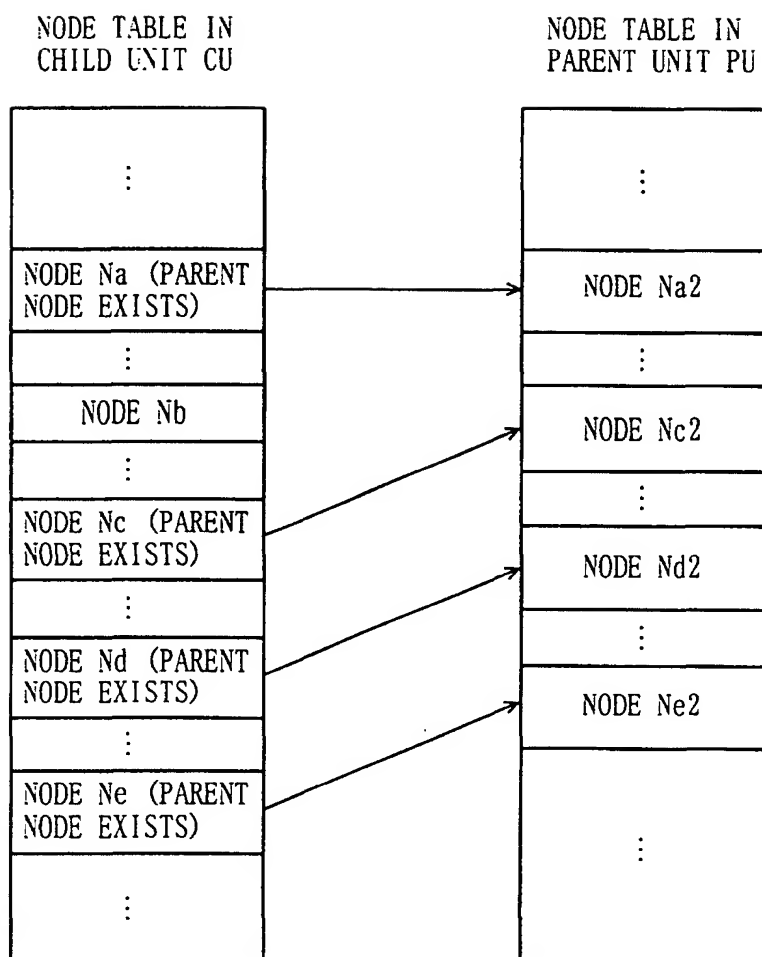 NODE TABLE IN
CHILD UNIT CU
NODE Na (PARENT
NODE EXISTS)
NODE Nb
NODE Nc (PARENT
NODE EXISTS)
NODE Nd (PARENT
NODE EXISTS)
NODE Ne (PARENT
NODE EXISTS)
NODE TABLE IN
PARENT UNIT PU
NODE Na2
NODE Nc2
NODE Nd2
NODE Ne2